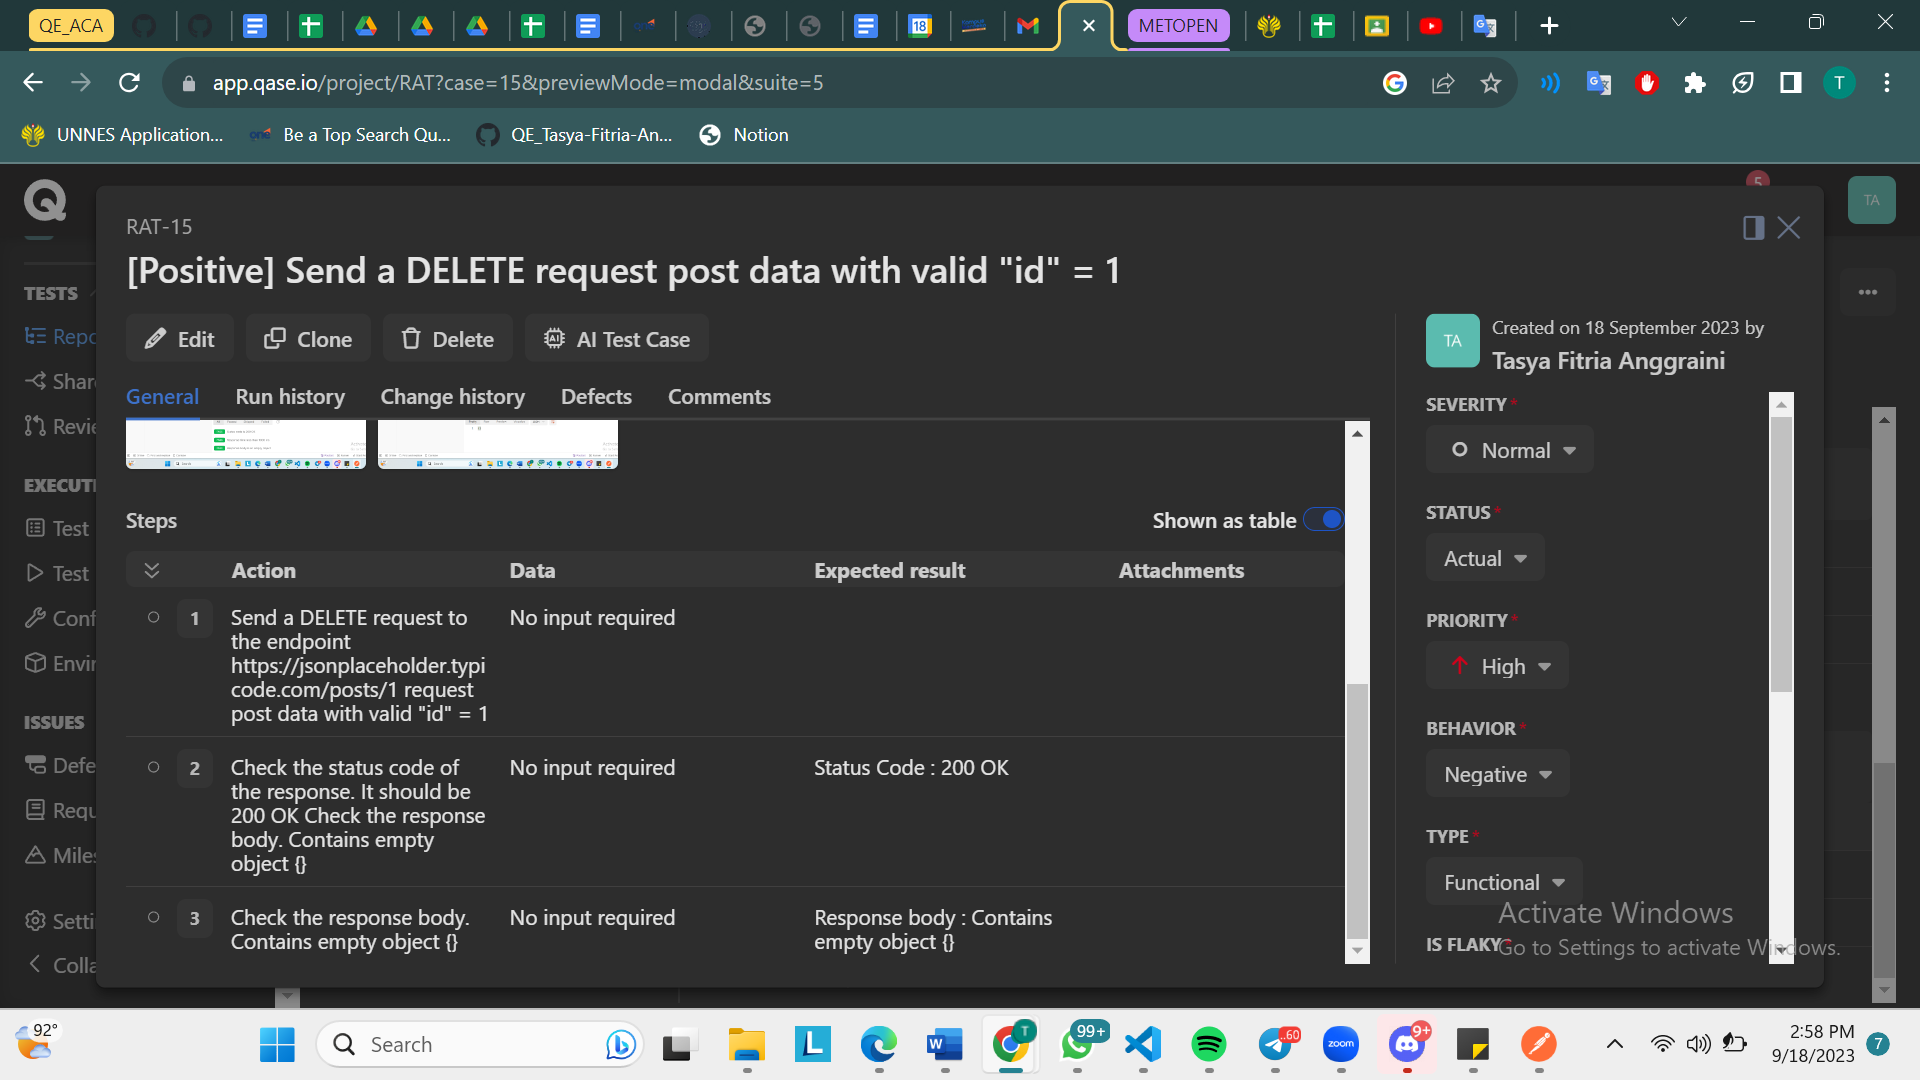 QE_ACA
METOPEN
app.qase.io/project/RAT?case=15&previewMode=modal&suite=5
T
UNNES Application...
Be a Top Search Qu...
QE_Tasya-Fitria-An...
Notion
5
TA
RAT-15
[Positive] Send a DELETE request post data with valid "id" = 1
TESTS
Repo
Shar
Revie
EXECUTI
Test
Test
Conf
Envir
ISSUES
Defe
Requ
Miles
Setti
Colla
Edit
Clone
Delete
AI Test Case
General
Run history
Change history
Defects
Comments
Steps
Shown as table
Action
Data
Expected result
Attachments
1
Send a DELETE request to
the endpoint
https://jsonplaceholder.typi
code.com/posts/1 request
post data with valid "id" = 1
No input required
2
Check the status code of
the response. It should be
200 OK Check the response
body. Contains empty
object {}
No input required
Status Code : 200 OK
3
Check the response body.
Contains empty object {}
No input required
Response body : Contains
empty object {}
TA
Created on 18 September 2023 by
Tasya Fitria Anggraini
SEVERITY*
Normal
STATUS*
Actual
PRIORITY*
High
BEHAVIOR*
Negative
TYPE*
Functional
IS FLAKY*
Activate Windows
Go to Settings to activate Windows.
92°
Search
T
99+
..60
zoom
9+
2:58 PM
9/18/2023
7